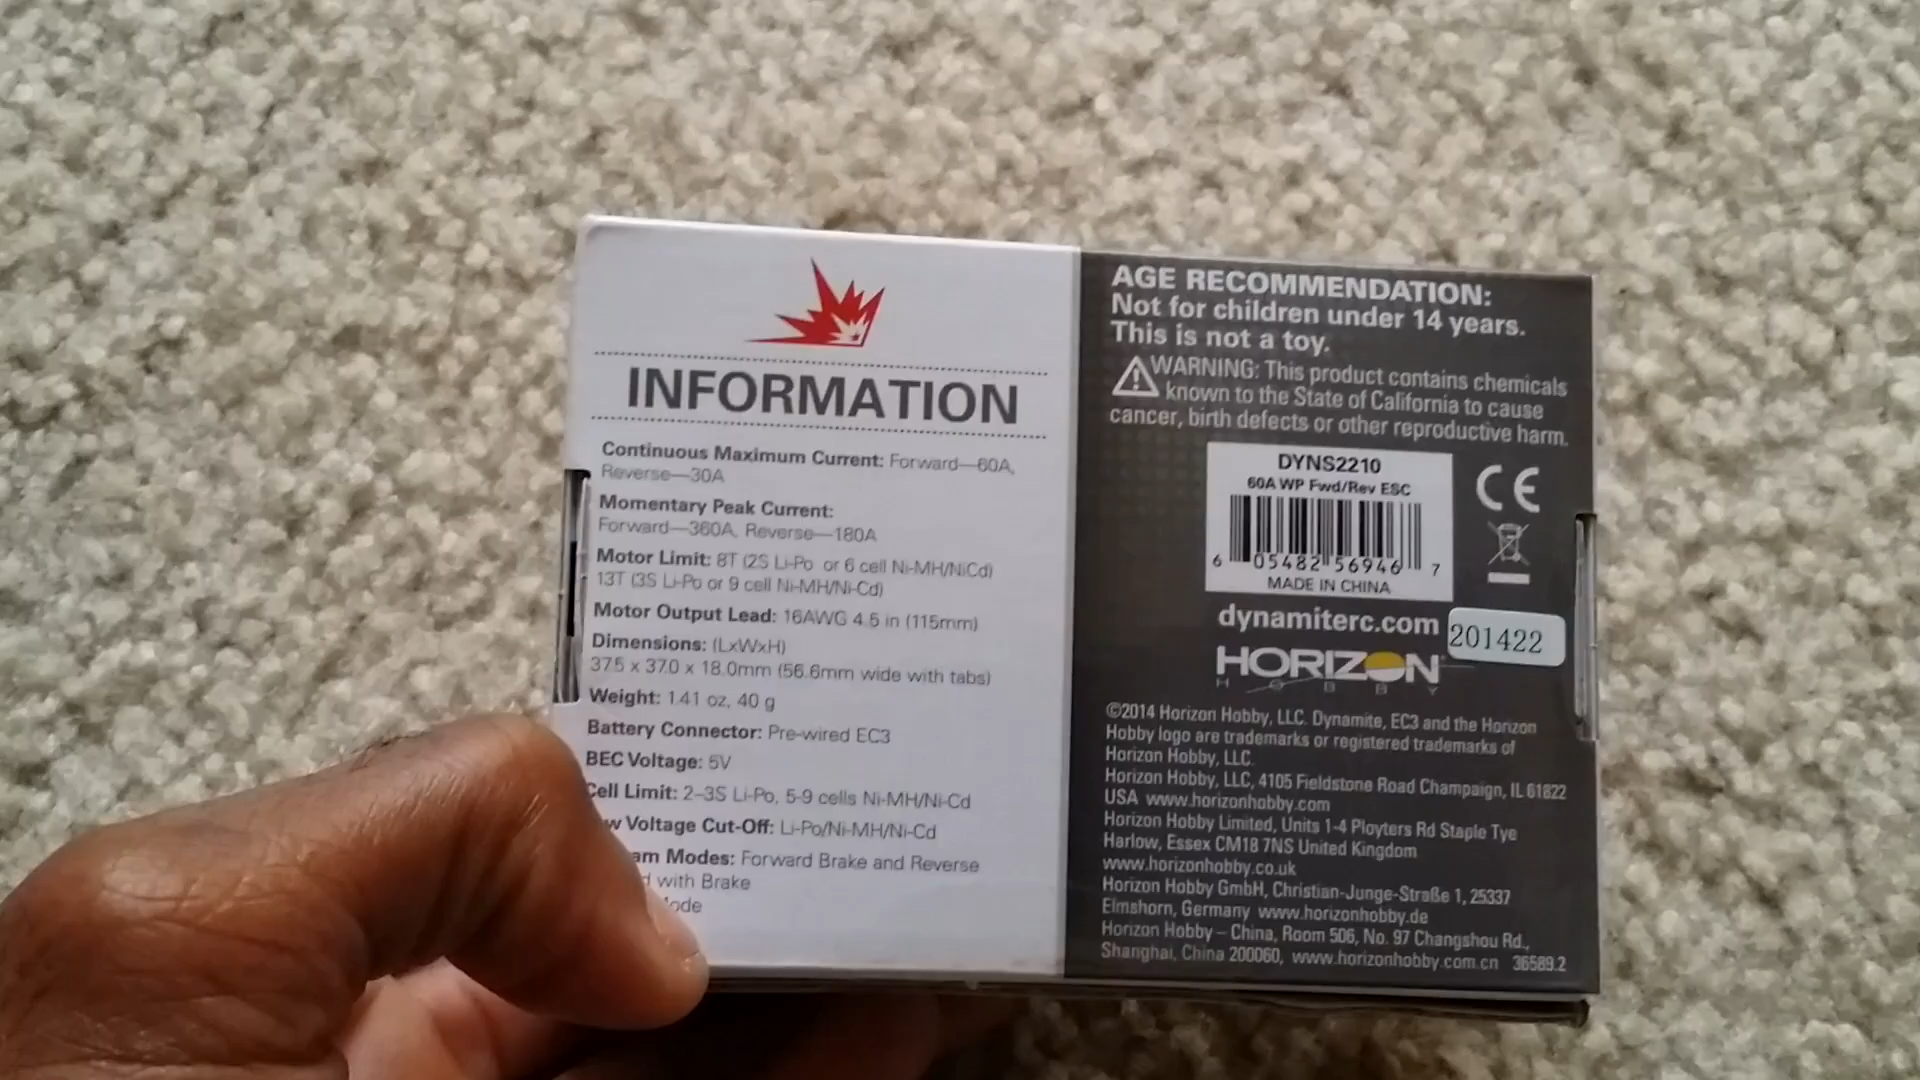 INFORMATION
Continuous Maximum Current: Forward—60A,
Reverse—30A
Momentary Peak Current:
Forward—360A, Reverse—180A
Motor Limit: 8T (2S Li-Po or 6 cell Ni-MH/NiCd)
13T (3S Li-Po or 9 cell Ni-MH/Ni-Cd)
Motor Output Lead: 16AWG 4.5 in (115mm)
Dimensions: (LxWxH)
37.5 x 37.0 x 18.0mm (56.6mm wide with tabs)
Weight: 1.41 oz, 40 g
Battery Connector: Pre-wired EC3
BEC Voltage: 5V
Cell Limit: 2–3S Li-Po, 5-9 cells Ni-MH/Ni-Cd
Voltage Cut-Off: Li-Po/Ni-MH/Ni-Cd
Modes: Forward Brake and Reverse
with Brake
AGE RECOMMENDATION:
Not for children under 14 years.
This is not a toy.
WARNING: This product contains chemicals
known to the State of California to cause
cancer, birth defects or other reproductive harm.
DYNS2210
60A WP Fwd/Rev ESC
6 05482 56946 7
MADE IN CHINA
CE
dynamiterc.com
201422
HORIZON
HOBBY
©2014 Horizon Hobby, LLC. Dynamite, EC3 and the Horizon
Hobby logo are trademarks or registered trademarks of
Horizon Hobby, LLC.
Horizon Hobby, LLC, 4105 Fieldstone Road Champaign, IL 61822
USA www.horizonhobby.com
Horizon Hobby Limited, Units 1-4 Ployters Rd Staple Tye
Harlow, Essex CM18 7NS United Kingdom
www.horizonhobby.co.uk
Horizon Hobby GmbH, Christian-Junge-Straße 1, 25337
Elmshorn, Germany www.horizonhobby.de
Horizon Hobby – China, Room 506, No. 97 Changshou Rd.,
Shanghai, China 200060, www.horizonhobby.com.cn 36589.2